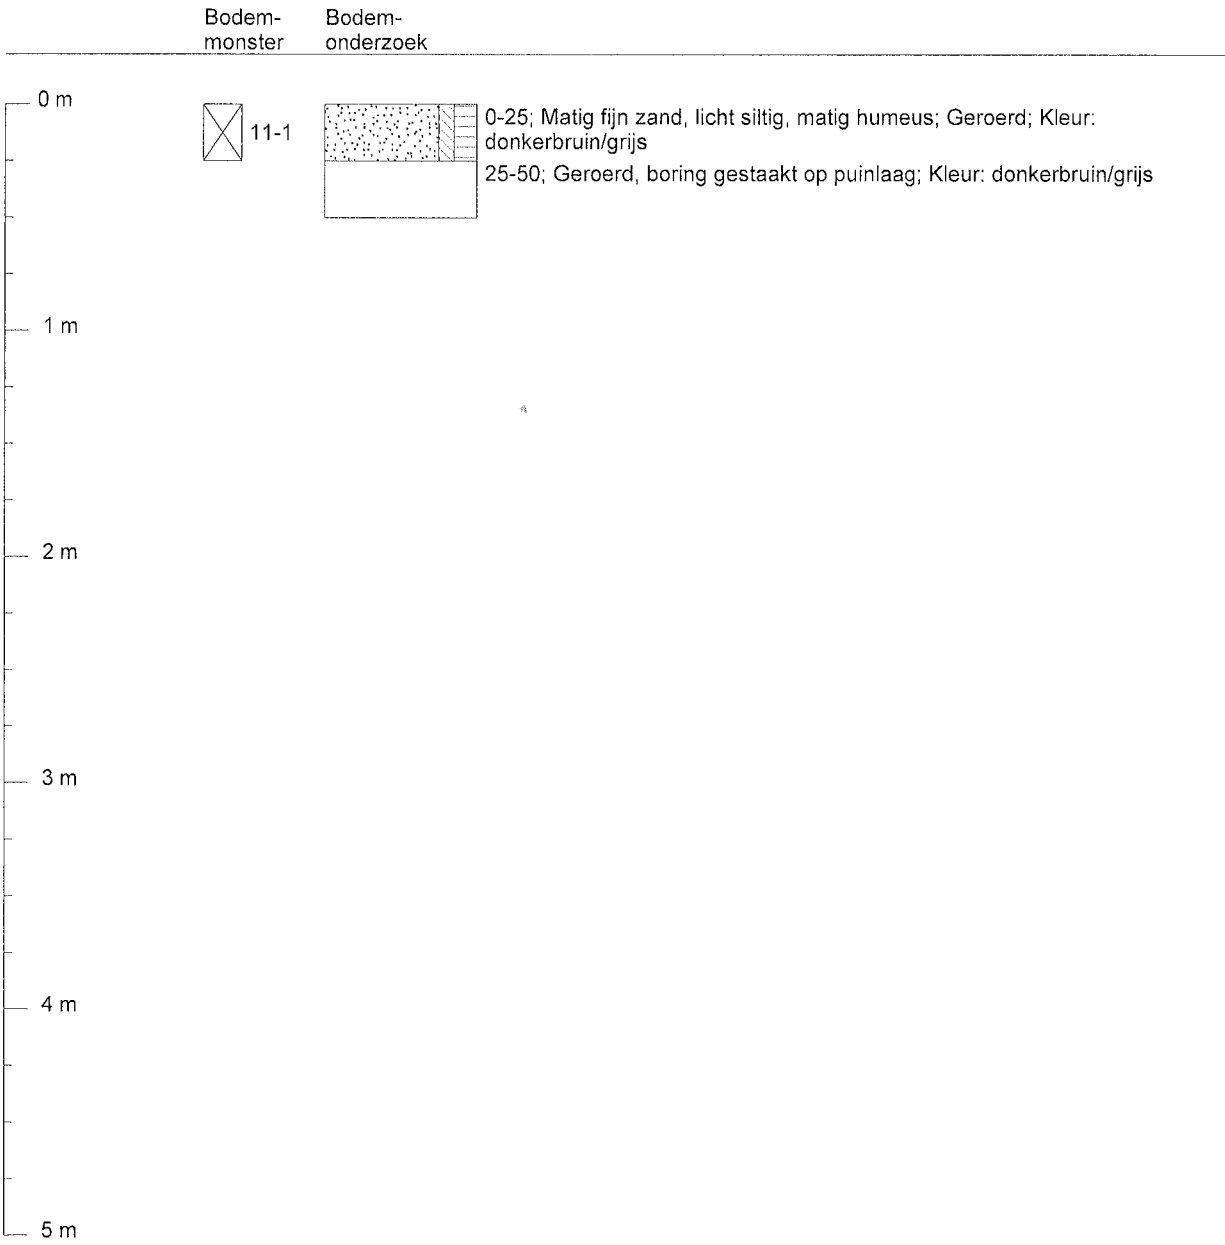 Bodem-
monster
Bodem-
onderzoek
0 m
11-1
0-25; Matig fijn zand, licht siltig, matig humeus; Geroerd; Kleur:
donkerbruin/grijs
25-50; Geroerd, boring gestaakt op puinlaag; Kleur: donkerbruin/grijs
1 m
2 m
3 m
4 m
5 m